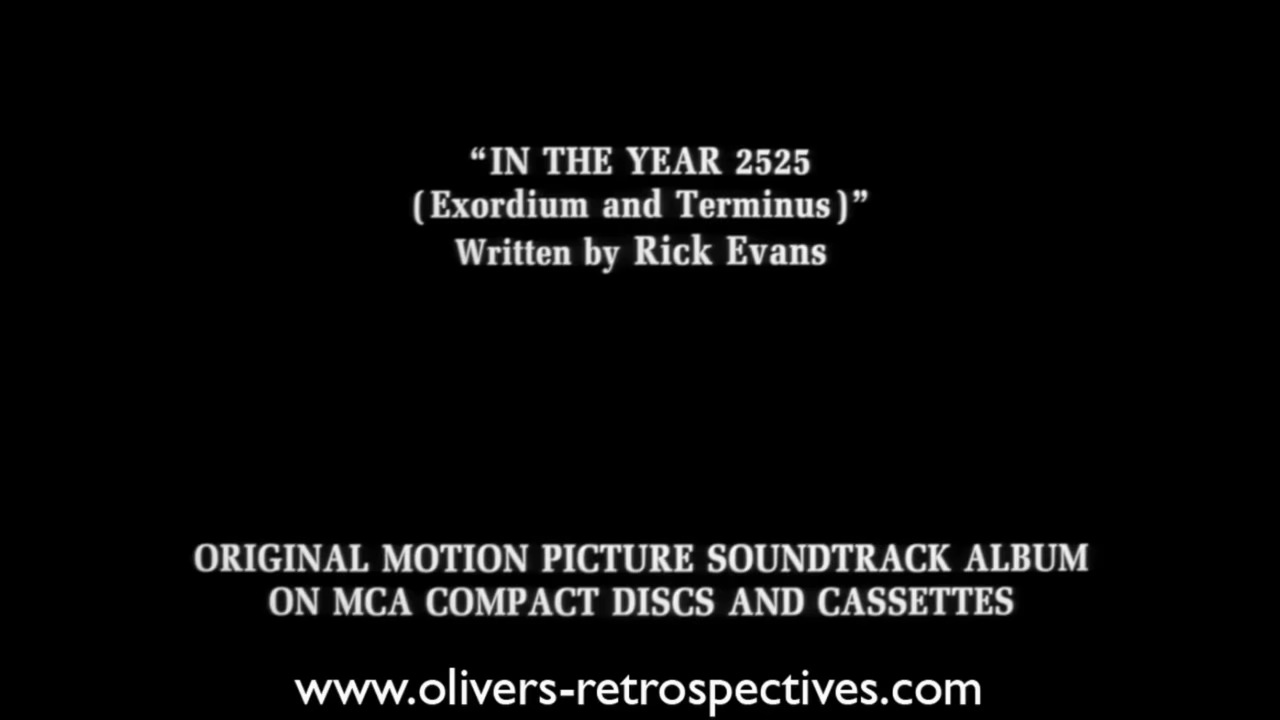 “IN THE YEAR 2525
(Exordium and Terminus)”
Written by Rick Evans
ORIGINAL MOTION PICTURE SOUNDTRACK ALBUM
ON MCA COMPACT DISCS AND CASSETTES
www.olivers-retrospectives.com